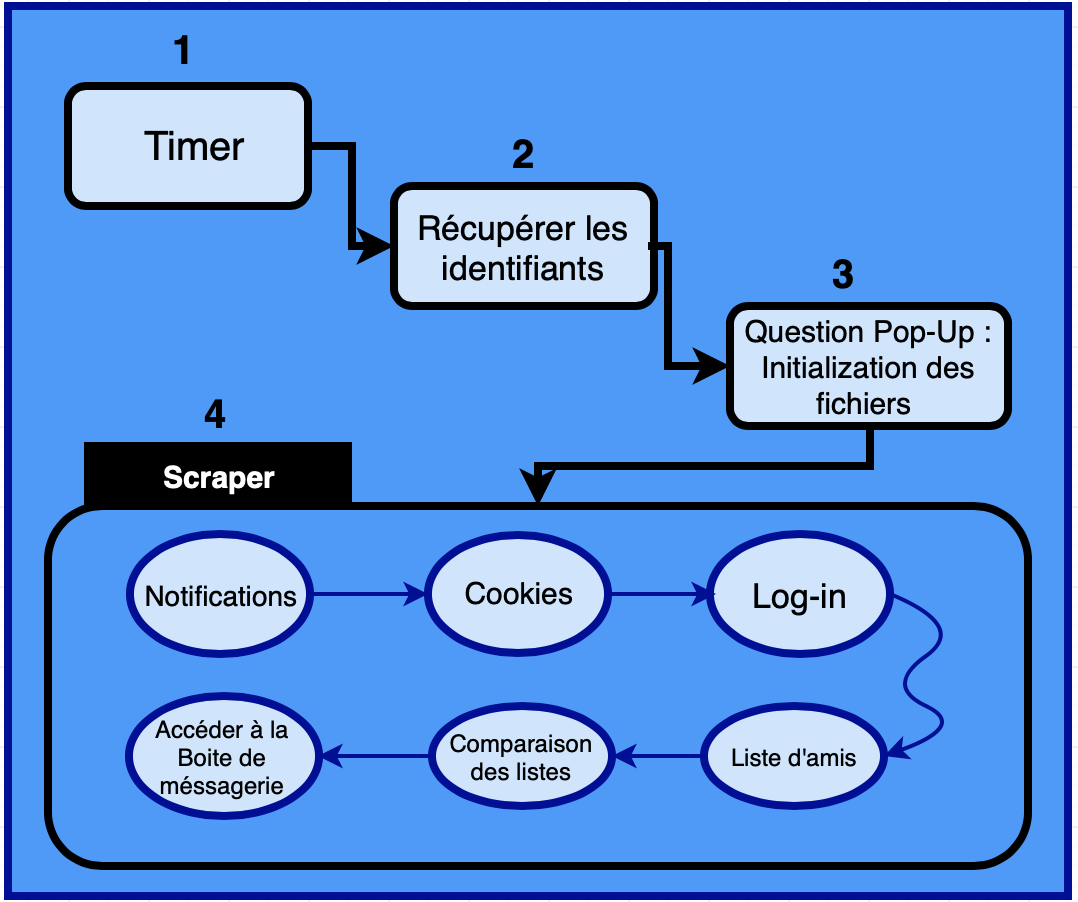 1
Timer
2
Récupérer les
identifiants
3
Question Pop-Up :
Initialization des
fichiers
4
Scraper
Notifications
Cookies
Log-in
Liste d'amis
Comparaison
des listes
Accéder à la
Boite de
méssagerie